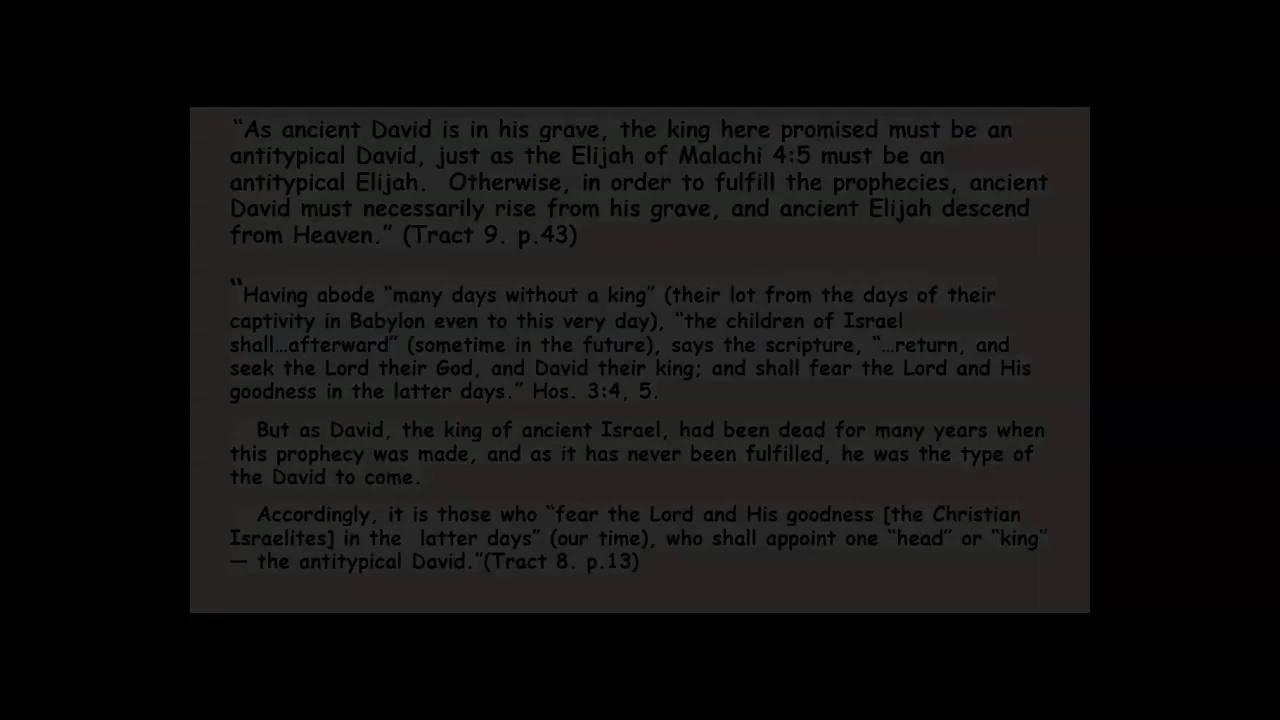 “As ancient David is in his grave, the king here promised must be an
antitypical David, just as the Elijah of Malachi 4:5 must be an
antitypical Elijah.  Otherwise, in order to fulfill the prophecies, ancient
David must necessarily rise from his grave, and ancient Elijah descend
from Heaven.” (Tract 9. p.43)
“Having abode “many days without a king” (their lot from the days of their
captivity in Babylon even to this very day), “the children of Israel
shall…afterward” (sometime in the future), says the scripture, “…return, and
seek the Lord their God, and David their king; and shall fear the Lord and His
goodness in the latter days.” Hos. 3:4, 5.
But as David, the king of ancient Israel, had been dead for many years when
this prophecy was made, and as it has never been fulfilled, he was the type of
the David to come.
Accordingly, it is those who “fear the Lord and His goodness [the Christian
Israelites] in the  latter days” (our time), who shall appoint one “head” or “king”
— the antitypical David.”(Tract 8. p.13)